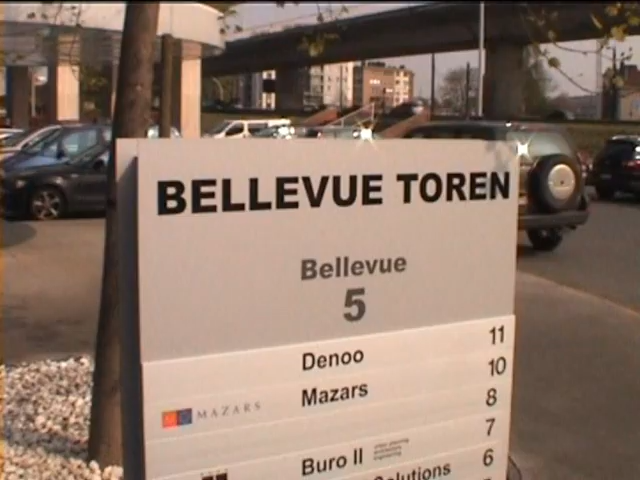 BELLEVUE TOREN
Bellevue
5
11
Denoo
10
Mazars
MAZARS
8
7
Buro II
6